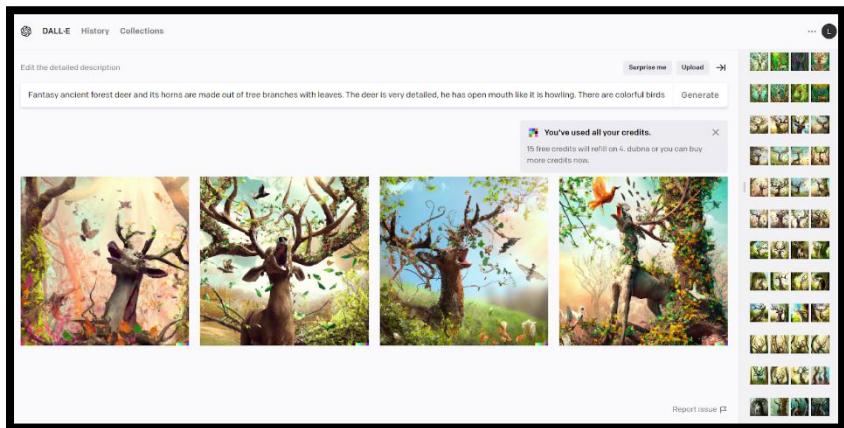 DALL·E History Collections
··· L
Edit the detailed description
Surprise me Upload
Fantasy ancient forest deer and its horns are made out of tree branches with leaves. The deer is very detailed, he has open mouth like it is howling. There are colorful birds Generate
You've used all your credits.
15 free credits will refill on 4. dubna or you can buy
more credits now.
Report issue